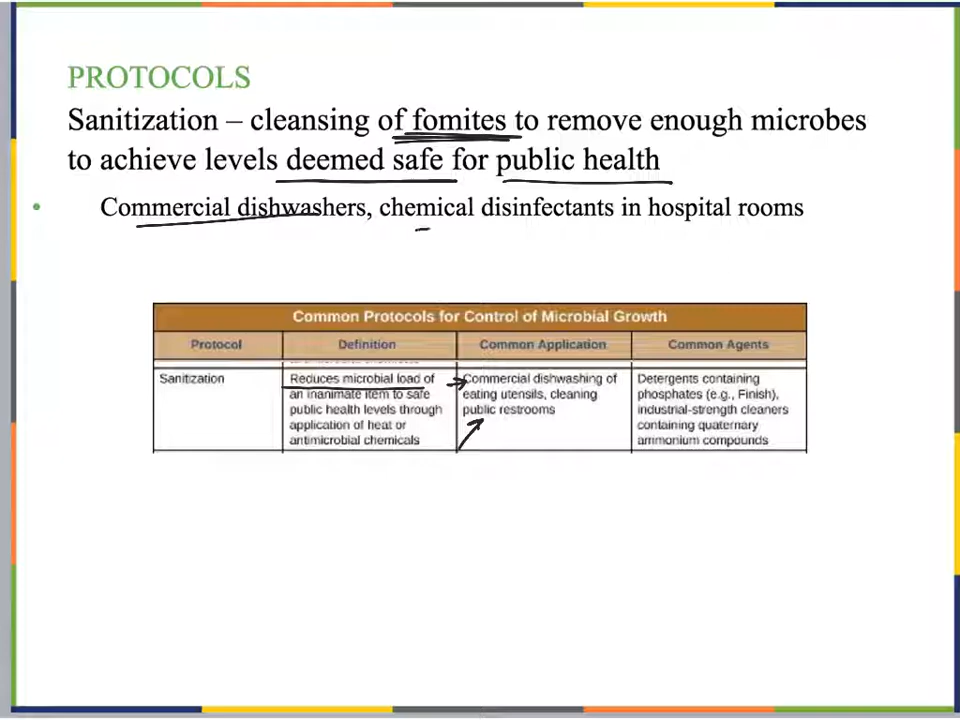 PROTOCOLS
Sanitization – cleansing of fomites to remove enough microbes
to achieve levels deemed safe for public health
• Commercial dishwashers, chemical disinfectants in hospital rooms
Common Protocols for Control of Microbial Growth
Protocol Definition Common Application Common Agents
Sanitization Reduces microbial load of Commercial dishwashing of Detergents containing
an inanimate item to safe eating utensils, cleaning phosphates (e.g., Finish),
public health levels through public restrooms industrial-strength cleaners
application of heat or containing quaternary
antimicrobial chemicals ammonium compounds